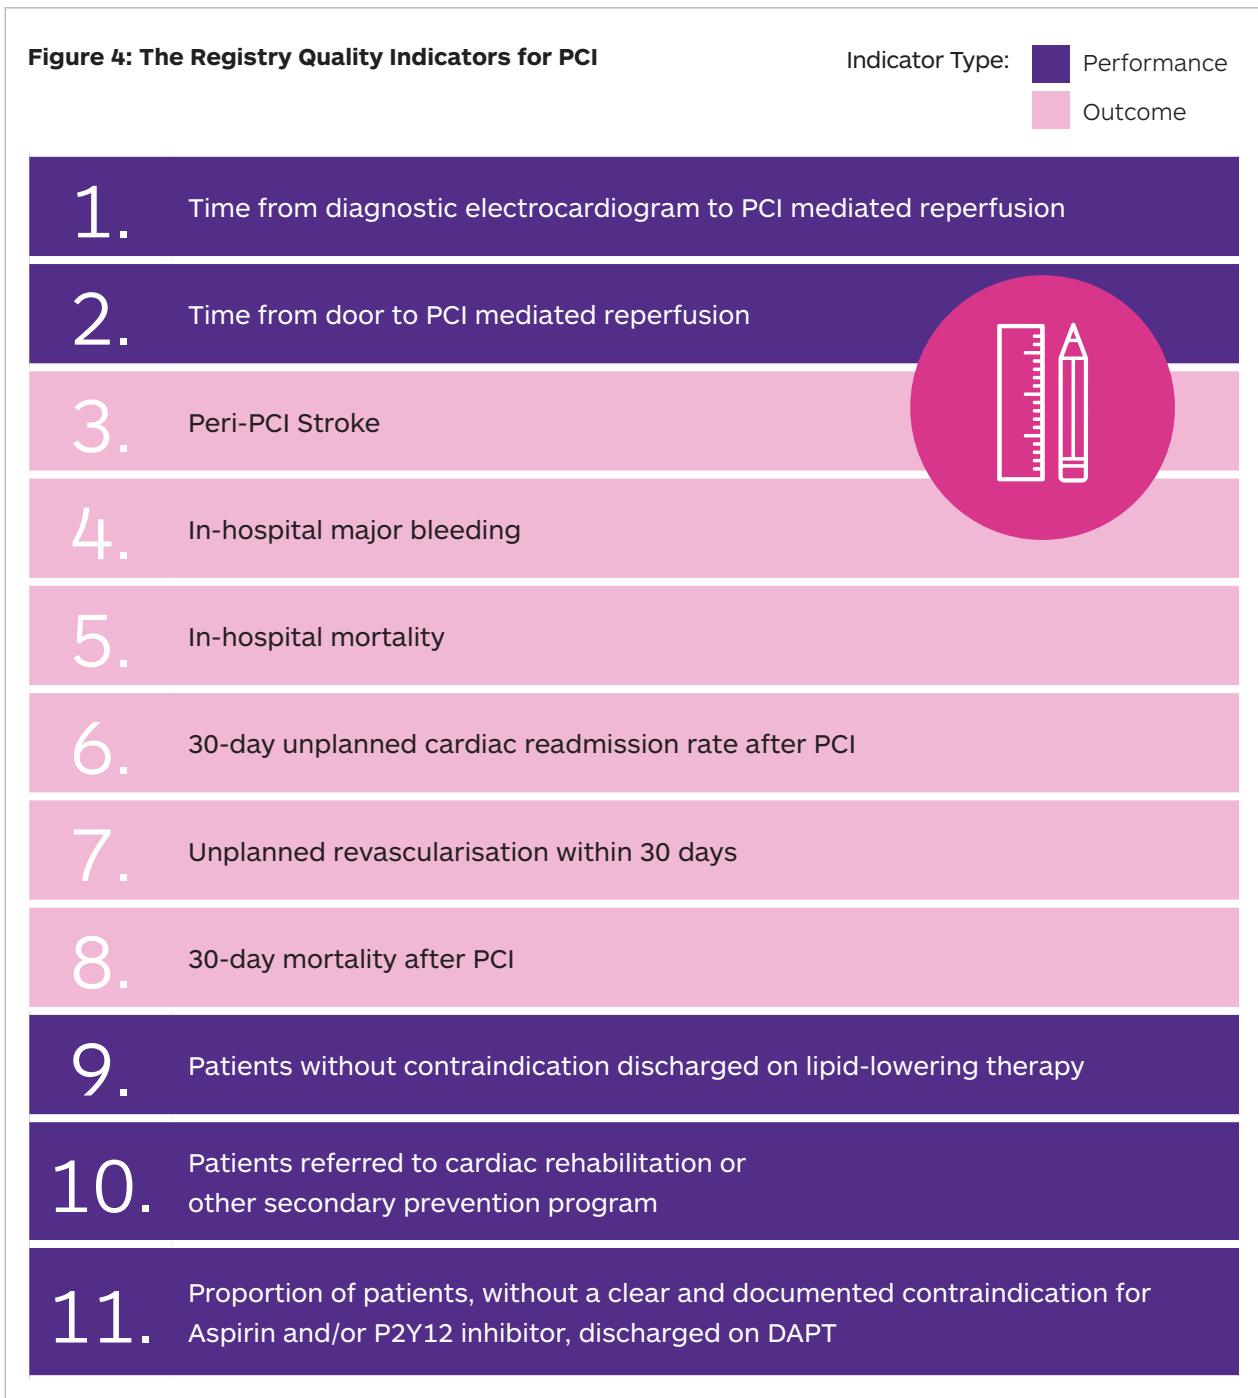 Figure 4: The Registry Quality Indicators for PCI
Indicator Type:
Performance
Outcome
1. Time from diagnostic electrocardiogram to PCI mediated reperfusion
2. Time from door to PCI mediated reperfusion
3. Peri-PCI Stroke
4. In-hospital major bleeding
5. In-hospital mortality
6. 30-day unplanned cardiac readmission rate after PCI
7. Unplanned revascularisation within 30 days
8. 30-day mortality after PCI
9. Patients without contraindication discharged on lipid-lowering therapy
10. Patients referred to cardiac rehabilitation or
other secondary prevention program
11. Proportion of patients, without a clear and documented contraindication for
Aspirin and/or P2Y12 inhibitor, discharged on DAPT